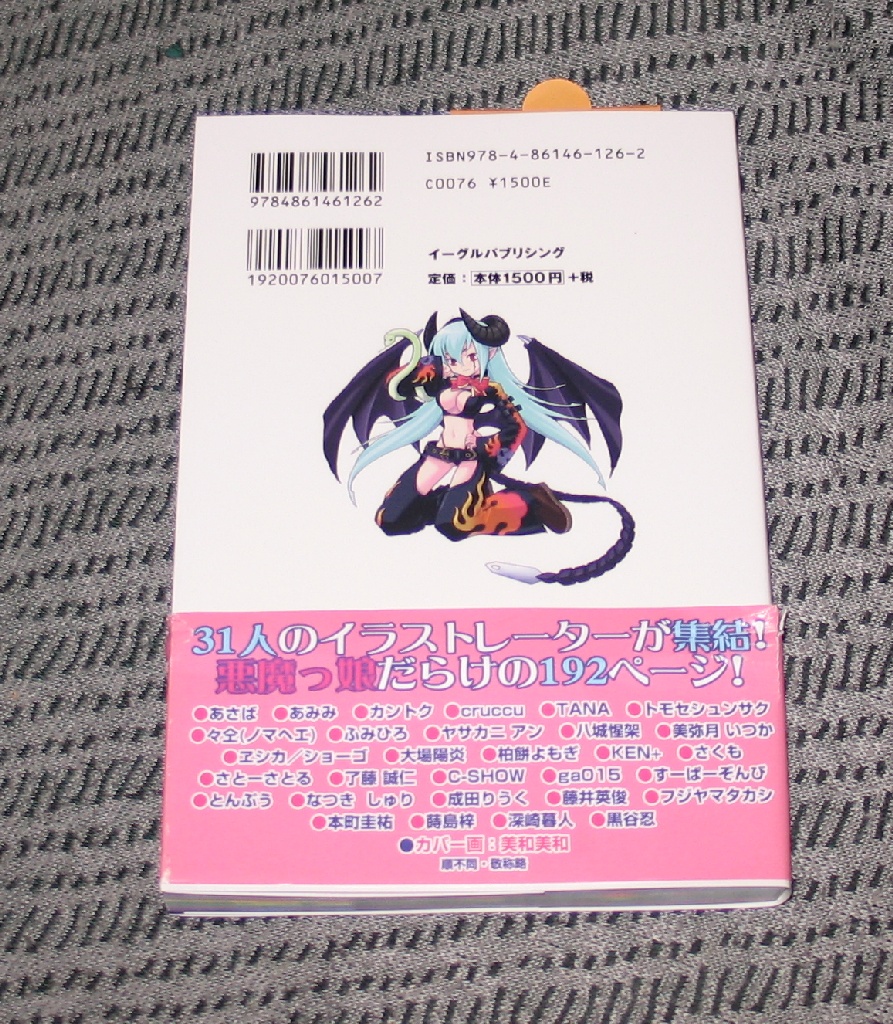 ISBN978-4-86146-126-2
C0076 ¥1500E
9784861461262
1920076015007
イーグルパブリシング
定価：本体1500円+税
31人のイラストレーターが集結！
悪魔っ娘だらけの192ページ！
●あさば ●あみみ ●カントク ●cruccu ●TANA ●トモセシュンサク
●々全(ノマヘエ) ●ふみひろ ●ヤサカニ アン ●八城惺架 ●美弥月 いつか
●ヱシカ／ショーゴ ●大場陽炎 ●柏餅よもぎ ●KEN+ ●さくも
●さとーさとる ●了藤 誠仁 ●C-SHOW ●ga015 ●すーぱーぞんび
●とんぷう ●なつき しゅり ●成田りうく ●藤井英俊 ●フジヤマタカシ
●本町圭祐 ●蒔島梓 ●深崎暮人 ●黒谷忍
●カバー画：美和美和
順不同・敬称略